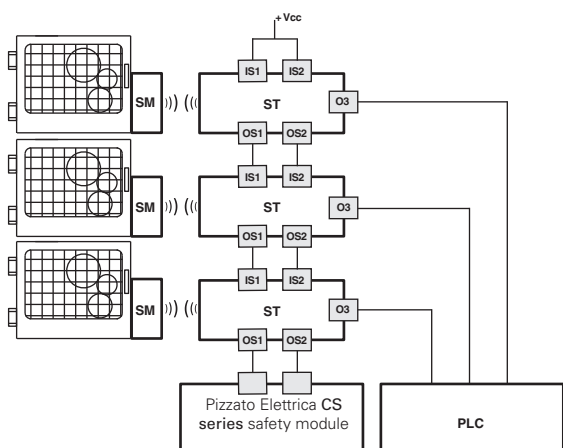 + Vcc
IS1 IS2
SM ST O3
OS1 OS2
IS1 IS2
SM ST O3
OS1 OS2
IS1 IS2
SM ST O3
OS1 OS2
Pizzato Elettrica CS
series safety module
PLC